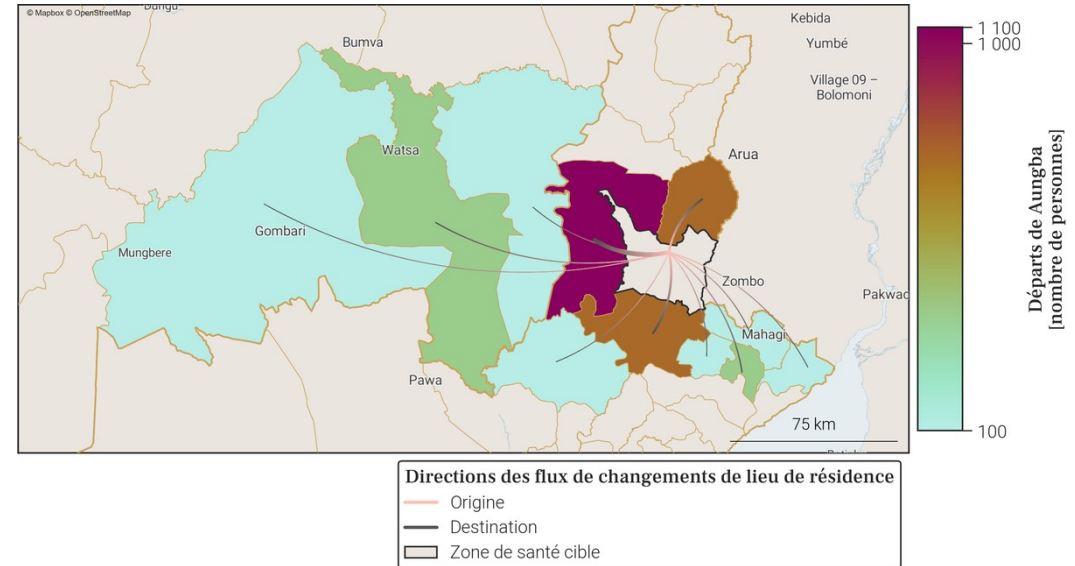 © Mapbox © OpenStreetMap
Bumva
Kebida
Yumbé
Village 09 –
Bolomoni
Watsa
Arua
Gombari
Mungbere
Zombo
Pakwac
Mahagi
Pawa
75 km
1 100
1 000
100
Départs de Aungba
[nombre de personnes]
Directions des flux de changements de lieu de résidence
Origine
Destination
Zone de santé cible